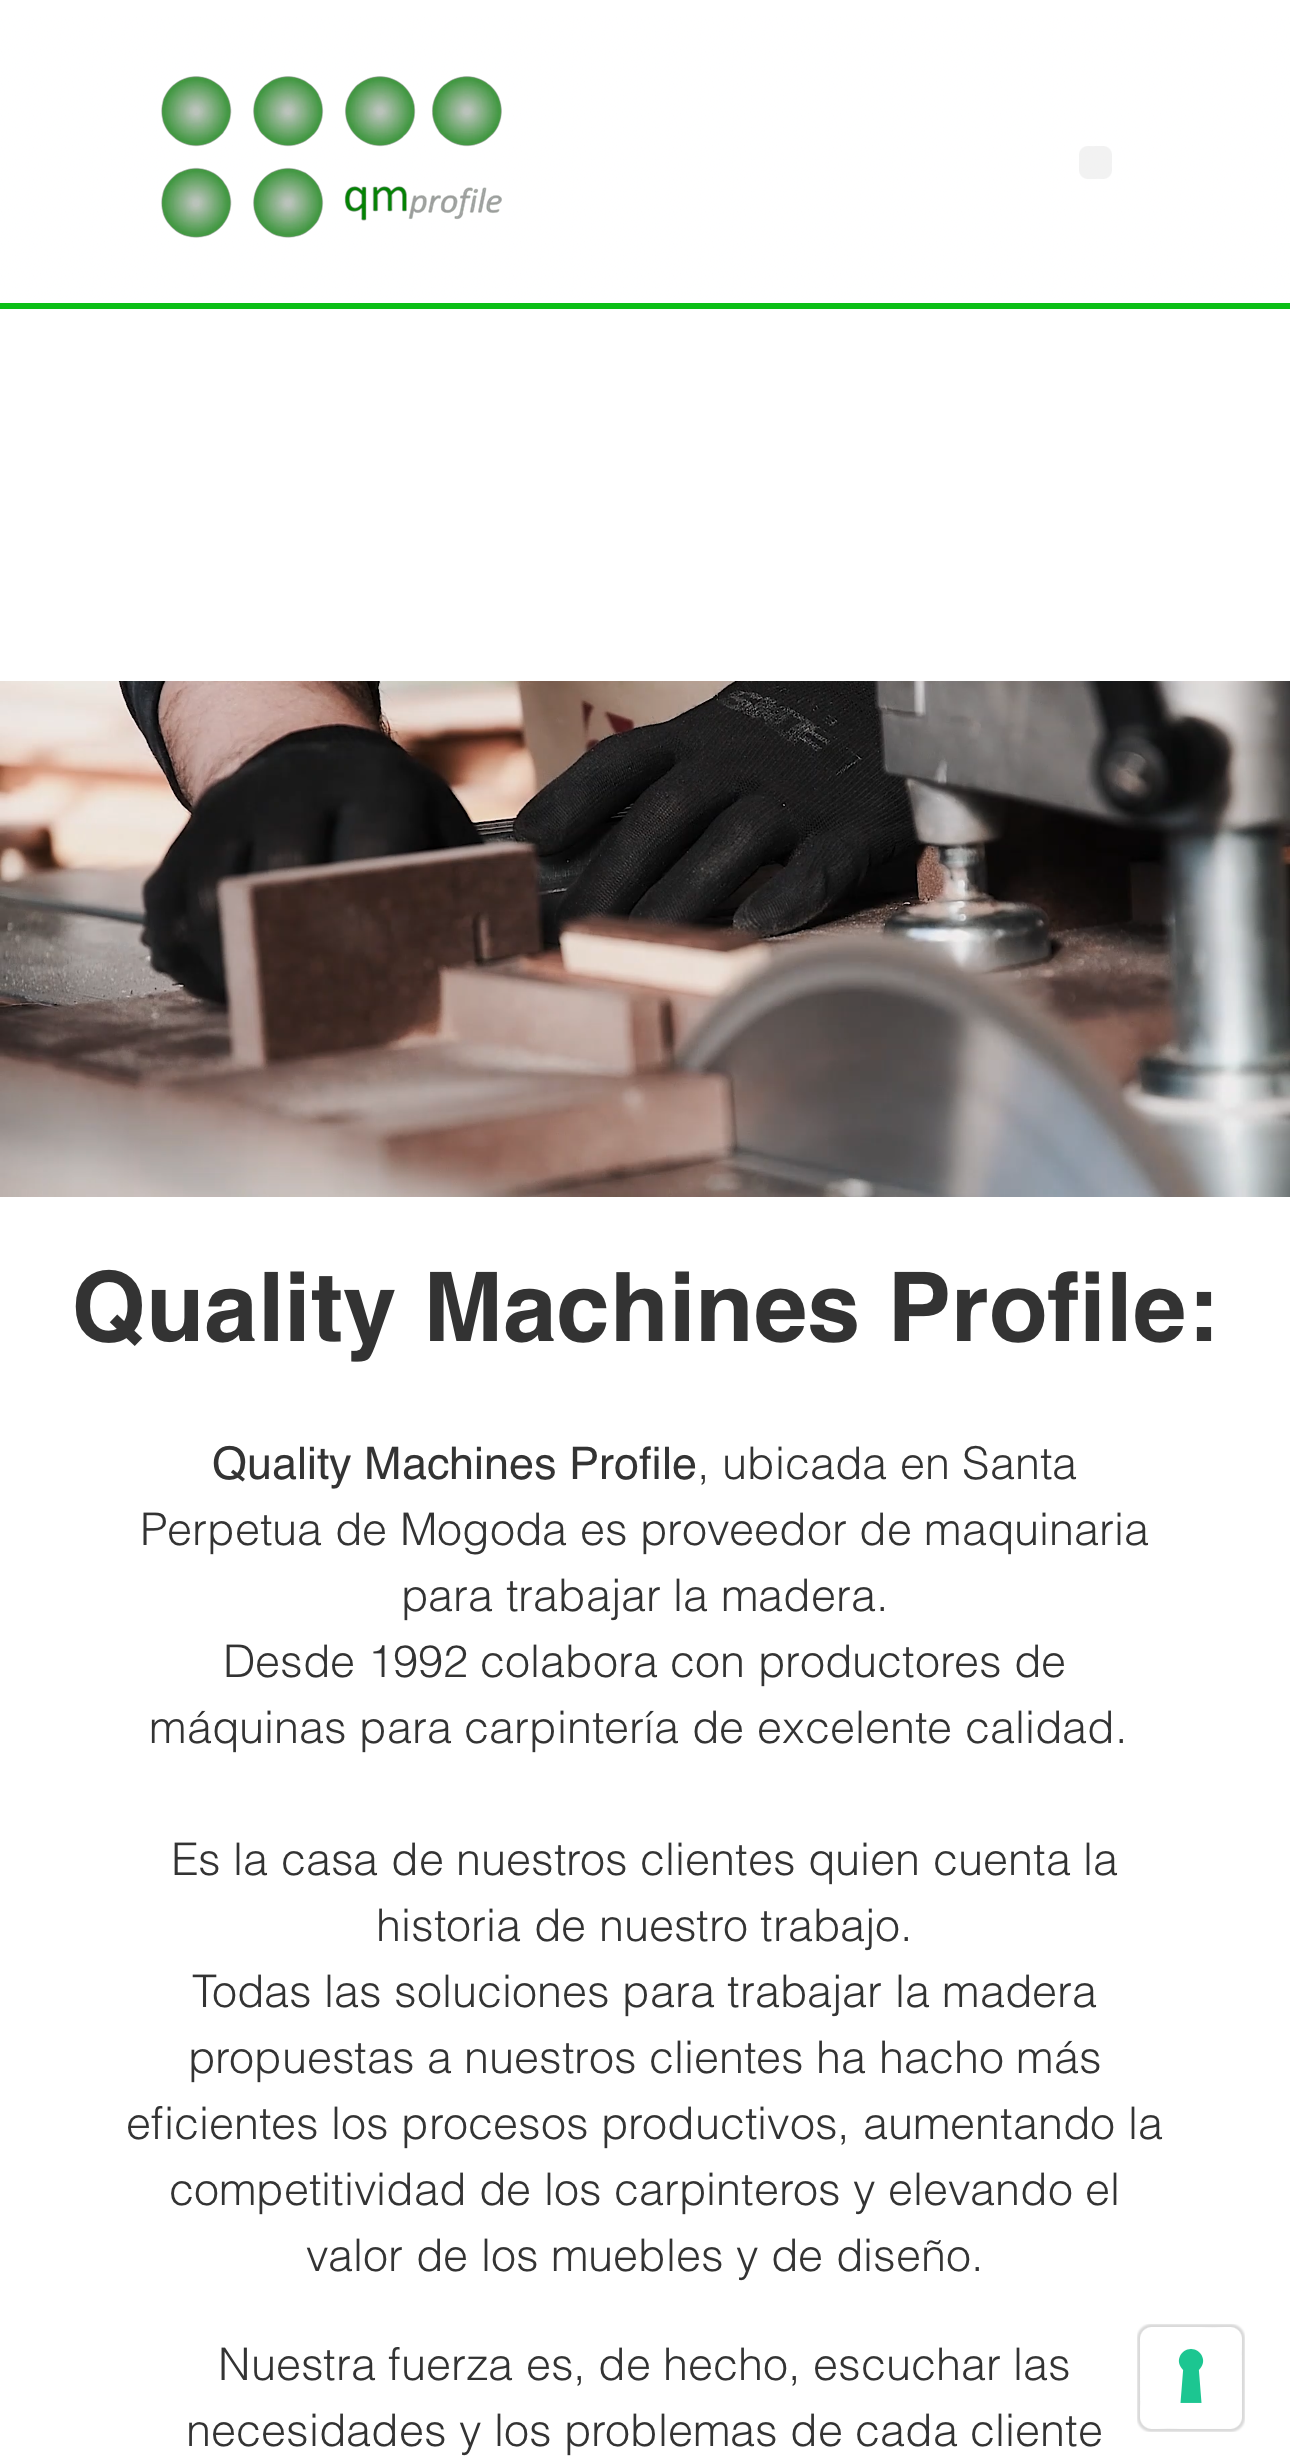 qmprofile
Quality Machines Profile:
Quality Machines Profile, ubicada en Santa
Perpetua de Mogoda es proveedor de maquinaria
para trabajar la madera.
Desde 1992 colabora con productores de
máquinas para carpintería de excelente calidad.
Es la casa de nuestros clientes quien cuenta la
historia de nuestro trabajo.
Todas las soluciones para trabajar la madera
propuestas a nuestros clientes ha hacho más
eficientes los procesos productivos, aumentando la
competitividad de los carpinteros y elevando el
valor de los muebles y de diseño.
Nuestra fuerza es, de hecho, escuchar las
necesidades y los problemas de cada cliente